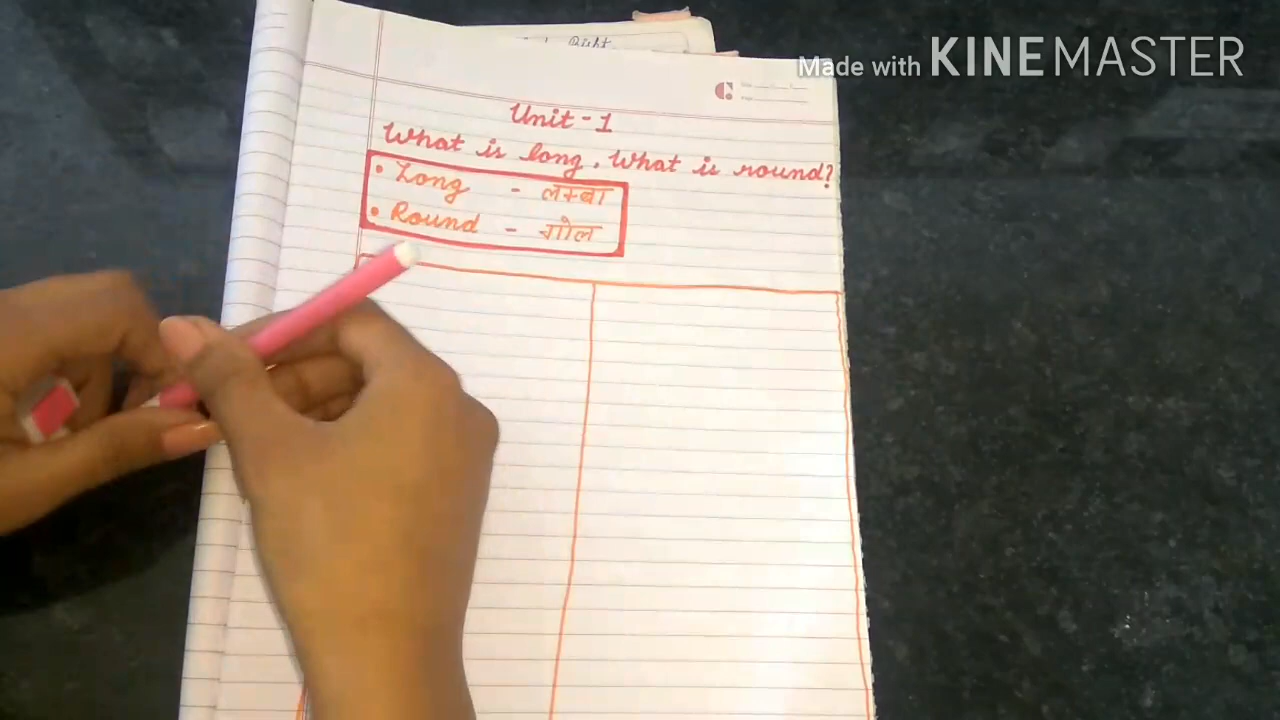 Made with KINEMASTER
Unit - 1
What is long. What is round?
• Long - लम्बा
• Round - गोल